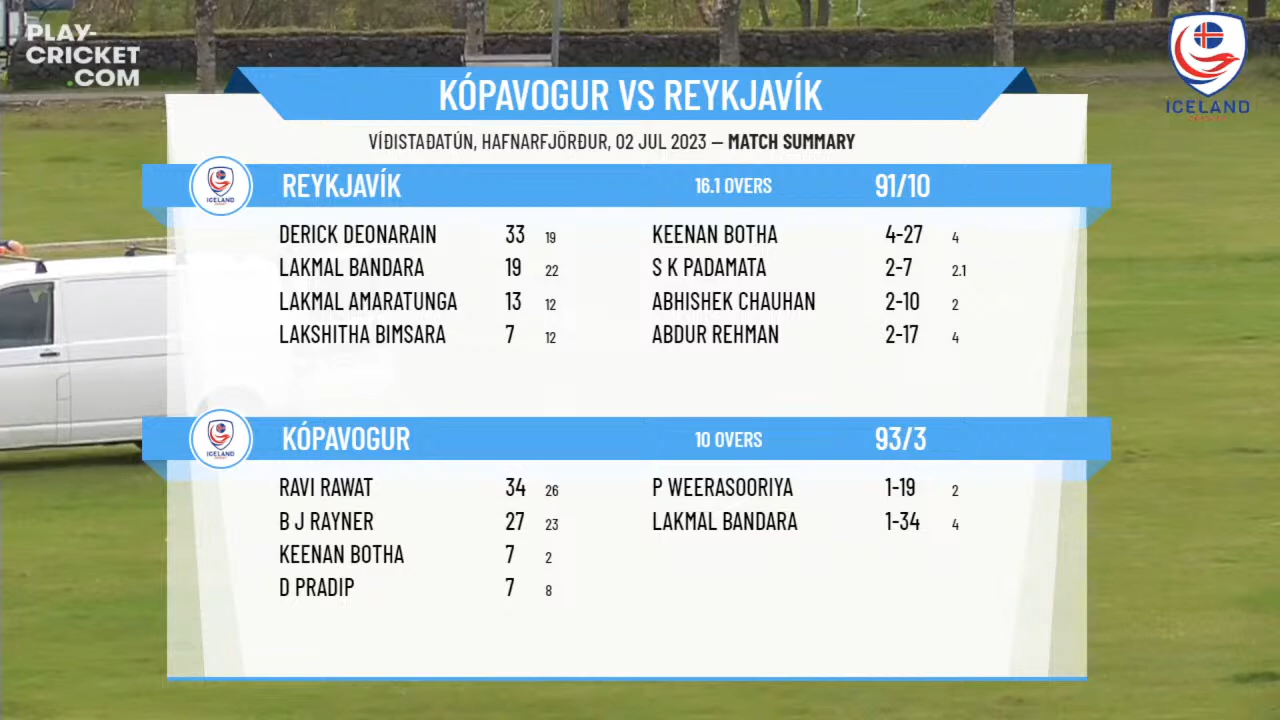 PLAY-
CRICKET
.COM
ICELAND
KÓPAVOGUR VS REYKJAVÍK
VÍÐISTAÐATÚN, HAFNARFJÖRÐUR, 02 JUL 2023 – MATCH SUMMARY
ICELAND
REYKJAVÍK 16.1 OVERS 91/10
DERICK DEONARAIN 33 19 KEENAN BOTHA 4-27 4
LAKMAL BANDARA 19 22 S K PADAMATA 2-7 2.1
LAKMAL AMARATUNGA 13 12 ABHISHEK CHAUHAN 2-10 2
LAKSHITHA BIMSARA 7 12 ABDUR REHMAN 2-17 4
ICELAND
KÓPAVOGUR 10 OVERS 93/3
RAVI RAWAT 34 26 P WEERASOORIYA 1-19 2
B J RAYNER 27 23 LAKMAL BANDARA 1-34 4
KEENAN BOTHA 7 2
D PRADIP 7 8